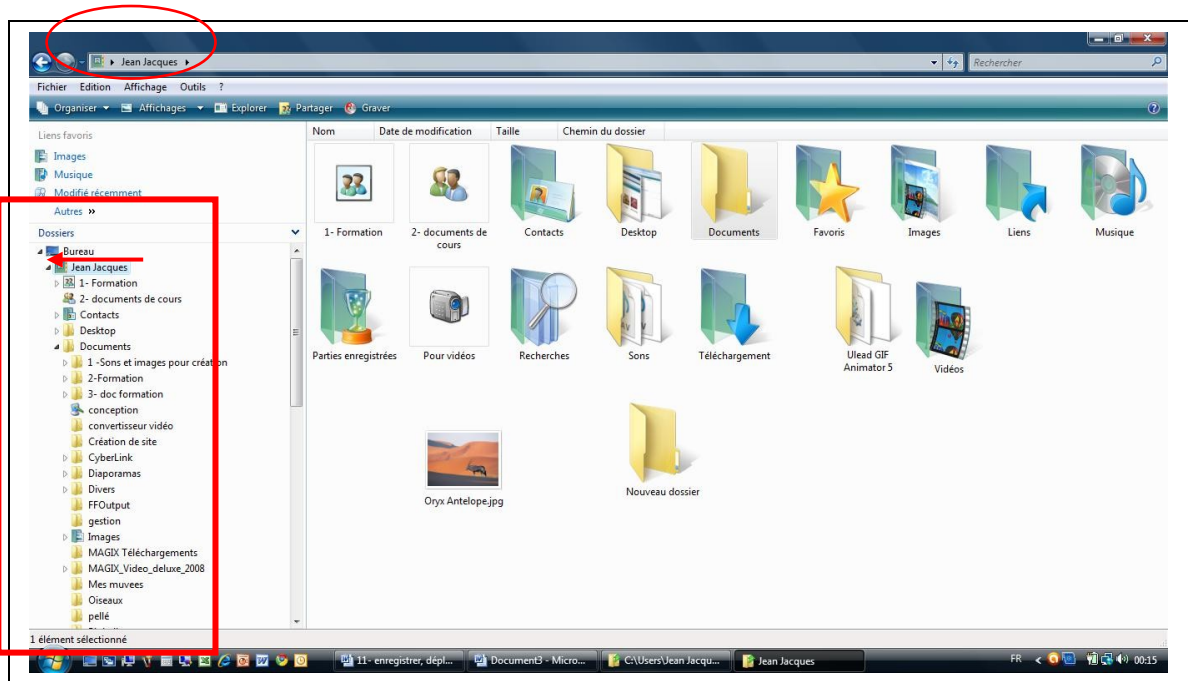 Jean Jacques
Rechercher
Fichier Edition Affichage Outils ?
Organiser Affichages Explorer Partager Graver
Liens favoris
Images
Musique
Modifié récemment
Autres »
Dossiers
Bureau
Jean Jacques
1- Formation
2- documents de cours
Contacts
Desktop
Documents
1 -Sons et images pour création
2-Formation
3- doc formation
conception
convertisseur vidéo
Création de site
CyberLink
Diaporamas
Divers
FFOutput
gestion
Images
MAGIX Téléchargements
MAGIX_Video_deluxe_2008
Mes muvees
Oiseaux
pellé
Nom Date de modification Taille Chemin du dossier
1- Formation
2- documents de
cours
Contacts
Desktop
Documents
Favoris
Images
Liens
Musique
Parties enregistrées
Pour vidéos
Recherches
Sons
Téléchargement
Ulead GIF
Animator 5
Vidéos
Oryx Antelope.jpg
Nouveau dossier
1 élément sélectionné
11- enregistrer, dépl... Document3 - Micro... C:\Users\Jean Jacqu... Jean Jacques FR 00:15